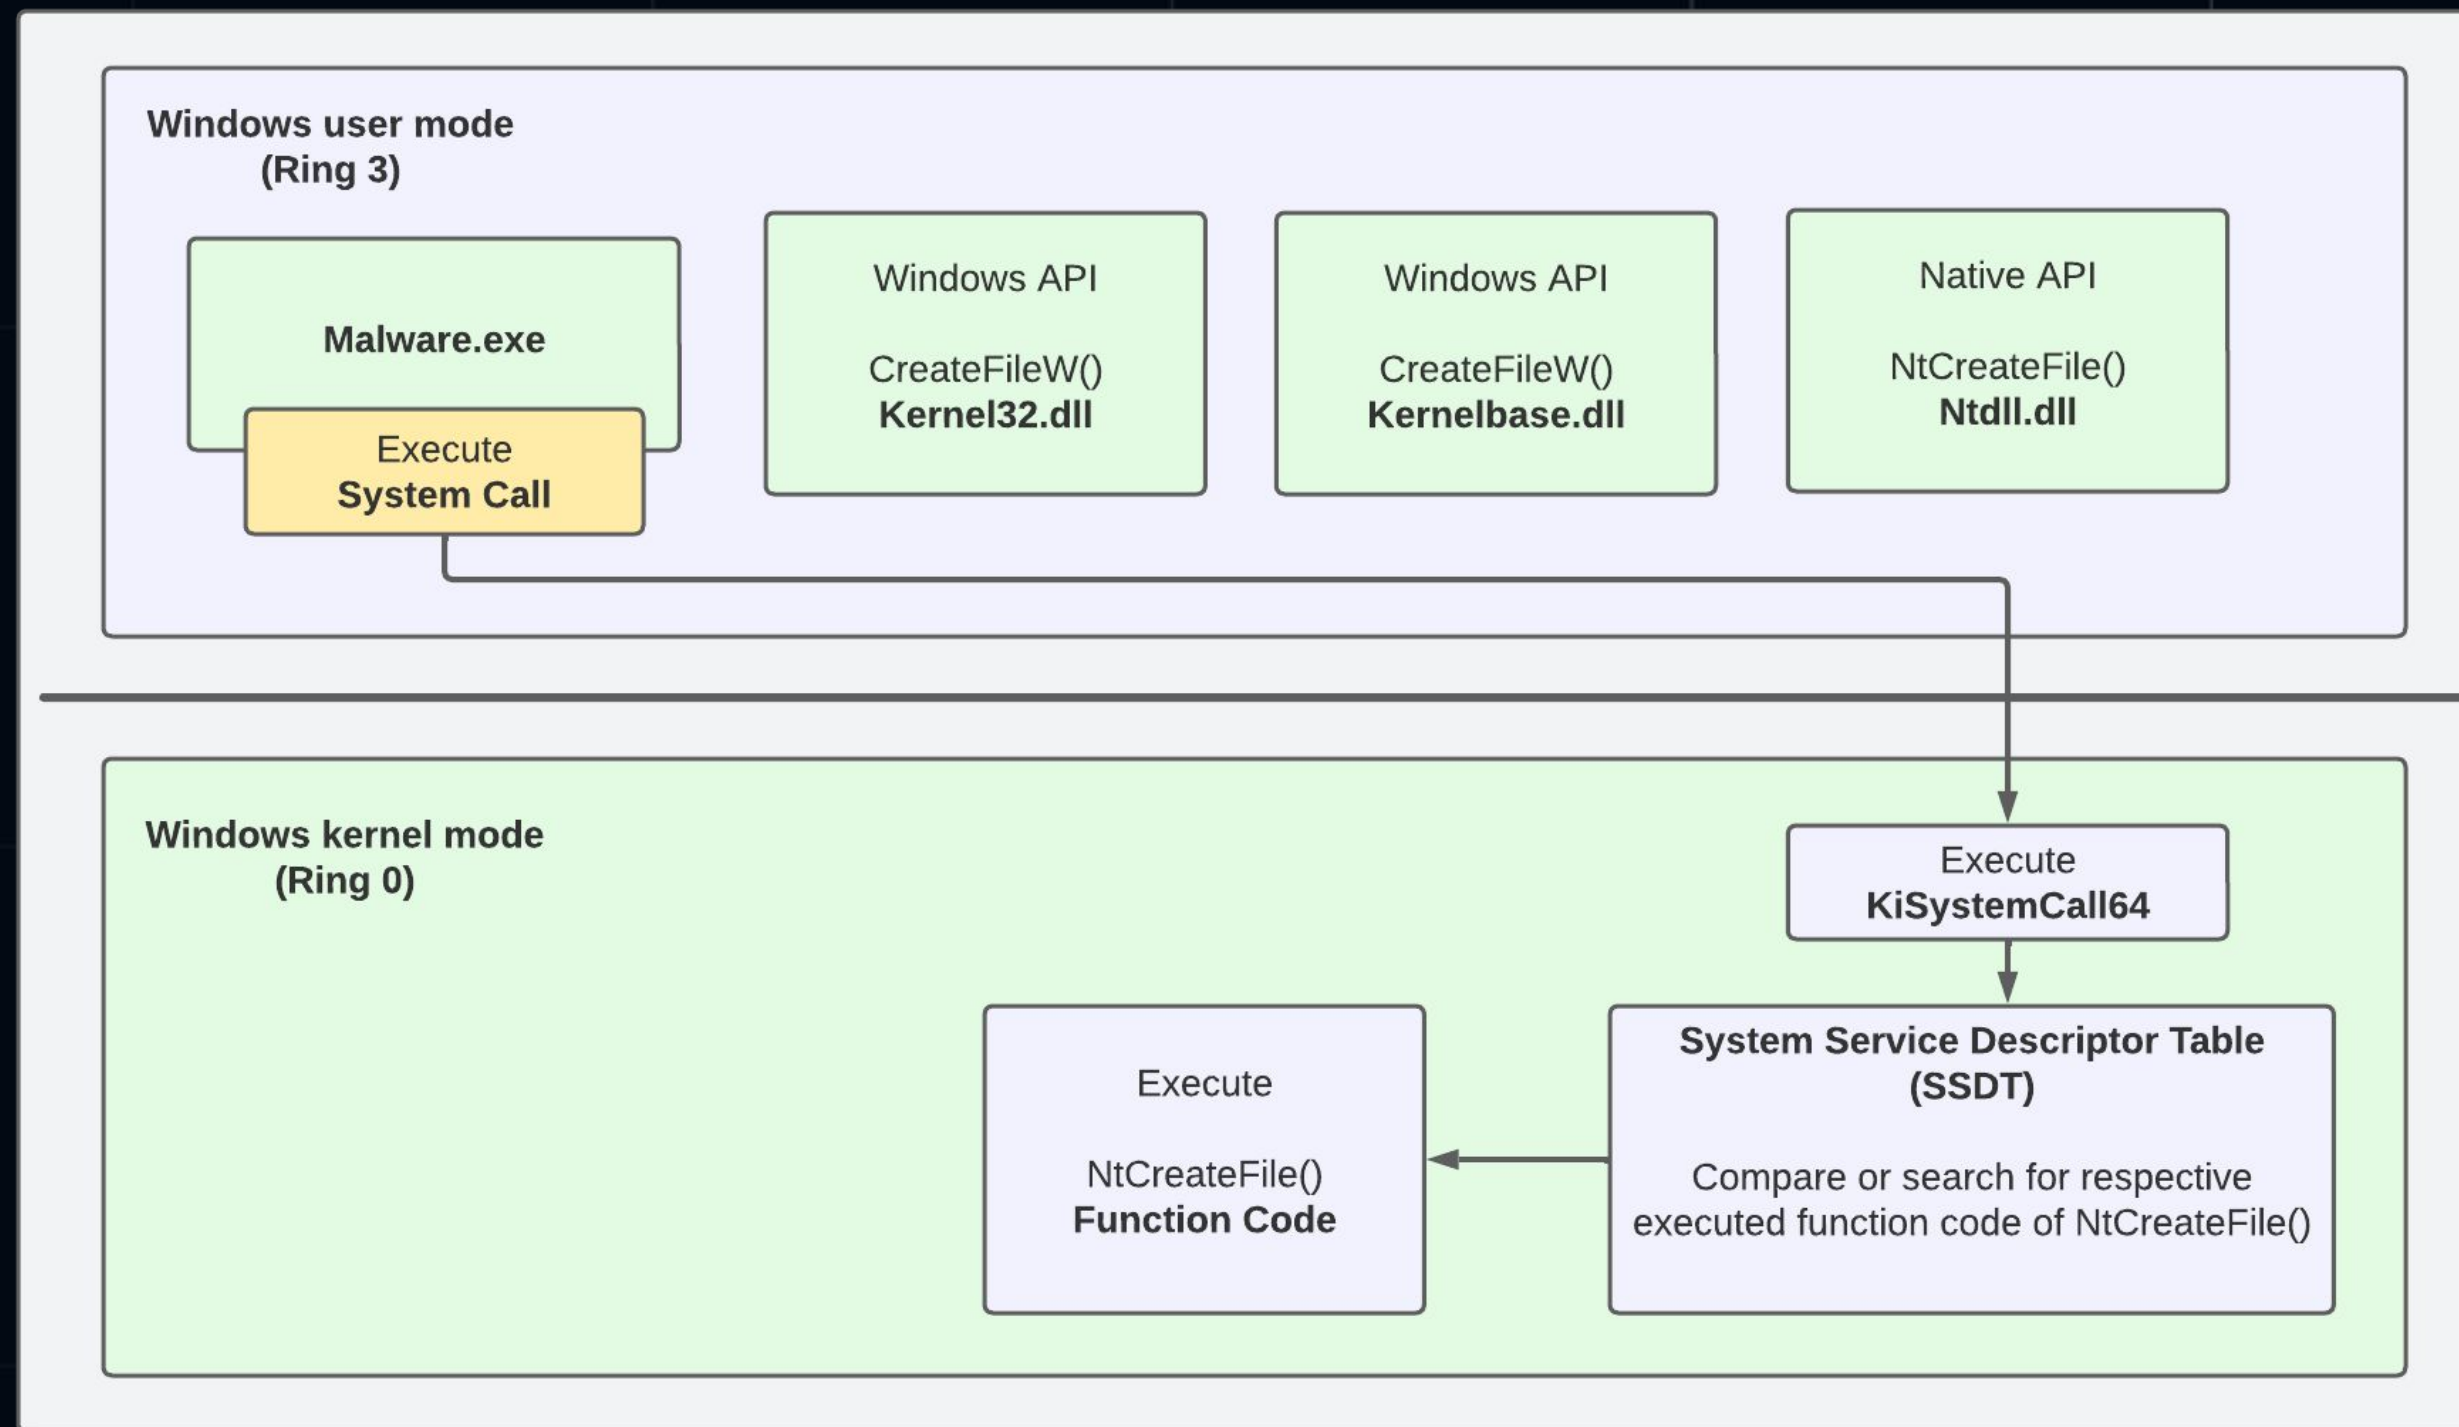 Windows user mode
(Ring 3)
Malware.exe
Execute
System Call
Windows API
CreateFileW()
Kernel32.dll
Windows API
CreateFileW()
Kernelbase.dll
Native API
NtCreateFile()
Ntdll.dll
Windows kernel mode
(Ring 0)
Execute
KiSystemCall64
System Service Descriptor Table
(SSDT)
Compare or search for respective
executed function code of NtCreateFile()
Execute
NtCreateFile()
Function Code